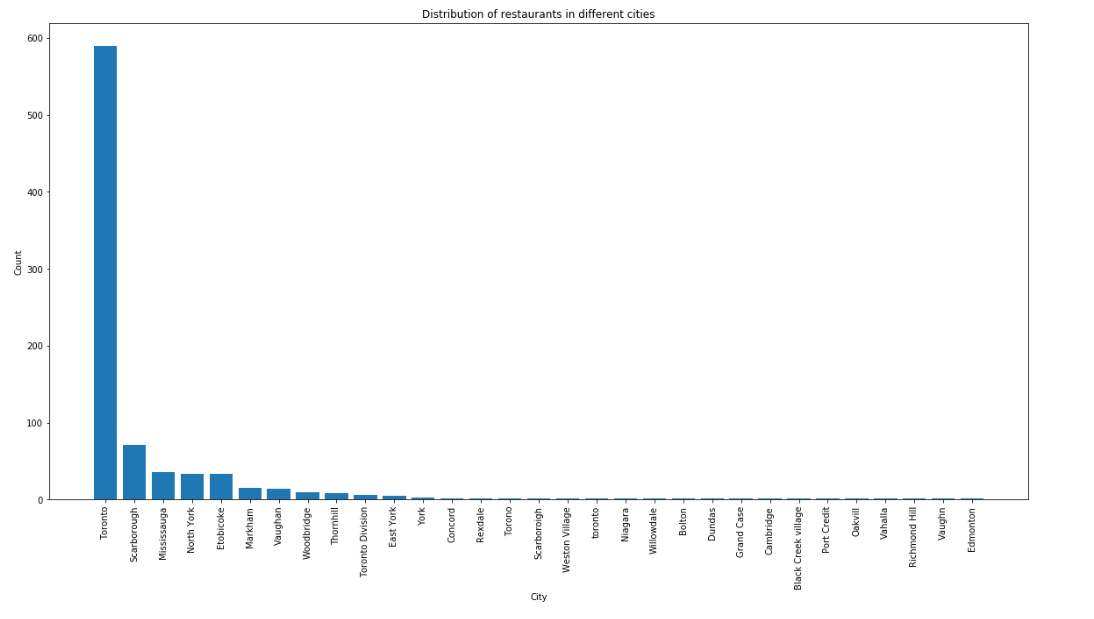 Distribution of restaurants in different cities
600
500
400
300
200
100
0
Count
Toronto
Scarborough
Mississauga
North York
Etobicoke
Markham
Vaughan
Woodbridge
Thornhill
Toronto Division
East York
York
Concord
Rexdale
Torono
Scarboroigh
Weston Village
toronto
Niagara
Willowdale
Bolton
Dundas
Grand Case
Cambridge
Black Creek village
Port Credit
Oakvill
Vahalla
Richmond Hill
Vaughn
Edmonton
City